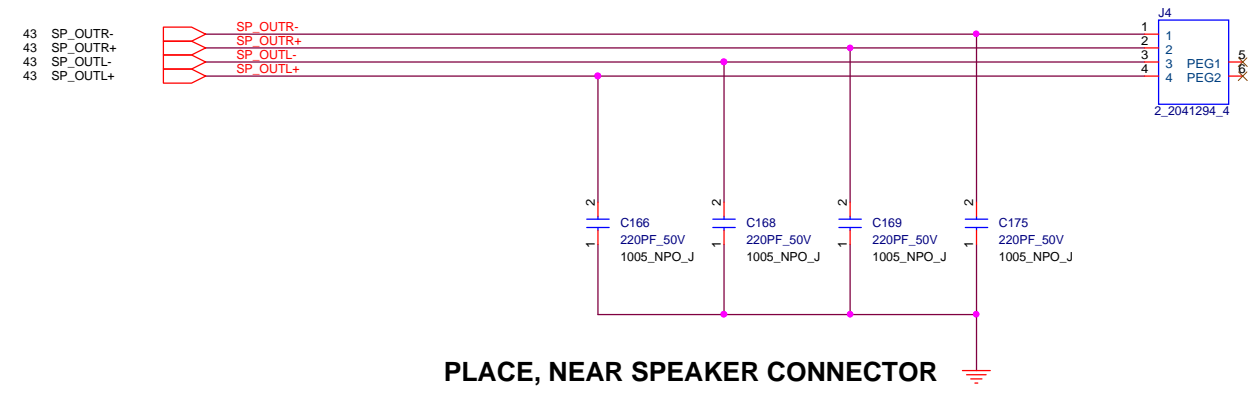 J4
43 SP_OUTR- SP_OUTR- 1 1
43 SP_OUTR+ SP_OUTR+ 2 2
43 SP_OUTL- SP_OUTL- 3 3 PEG1 5
43 SP_OUTL+ SP_OUTL+ 4 4 PEG2 6
2_2041294_4
2 2 2 2
C166 C168 C169 C175
1 220PF_50V 1 220PF_50V 1 220PF_50V 1 220PF_50V
1005_NPO_J 1005_NPO_J 1005_NPO_J 1005_NPO_J
PLACE, NEAR SPEAKER CONNECTOR